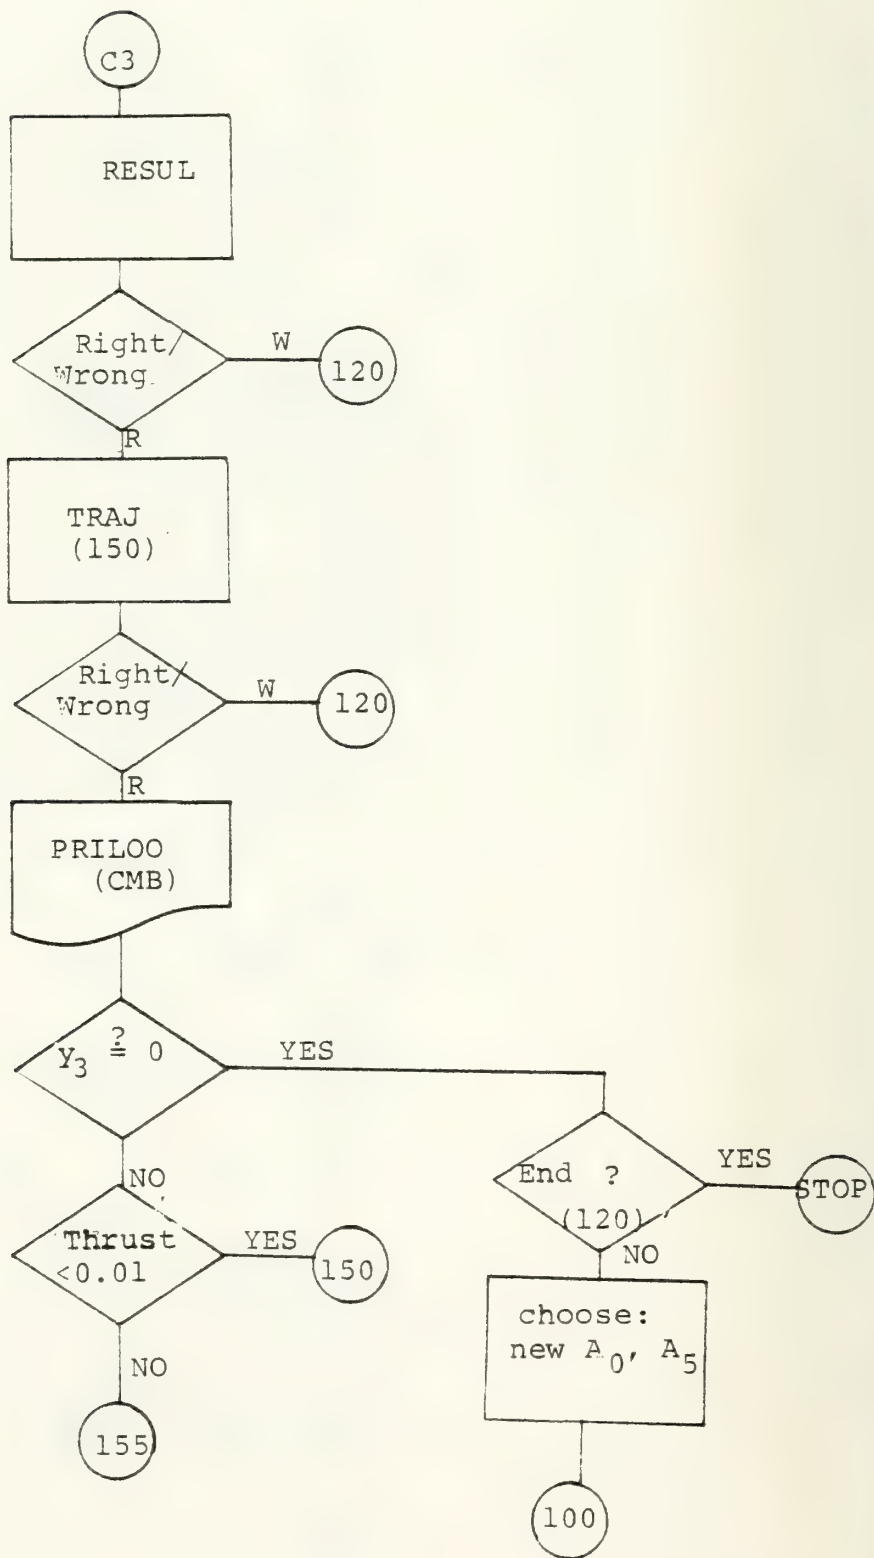 C3
RESUL
Right/
Wrong
W
120
R
TRAJ
(150)
Right/
Wrong
W
120
R
PRILOO
(CMB)
y3 ?= 0
YES
NO
End ?
(120)
YES
STOP
NO
Thrust
<0.01
YES
150
NO
155
choose:
new A0, A5
100